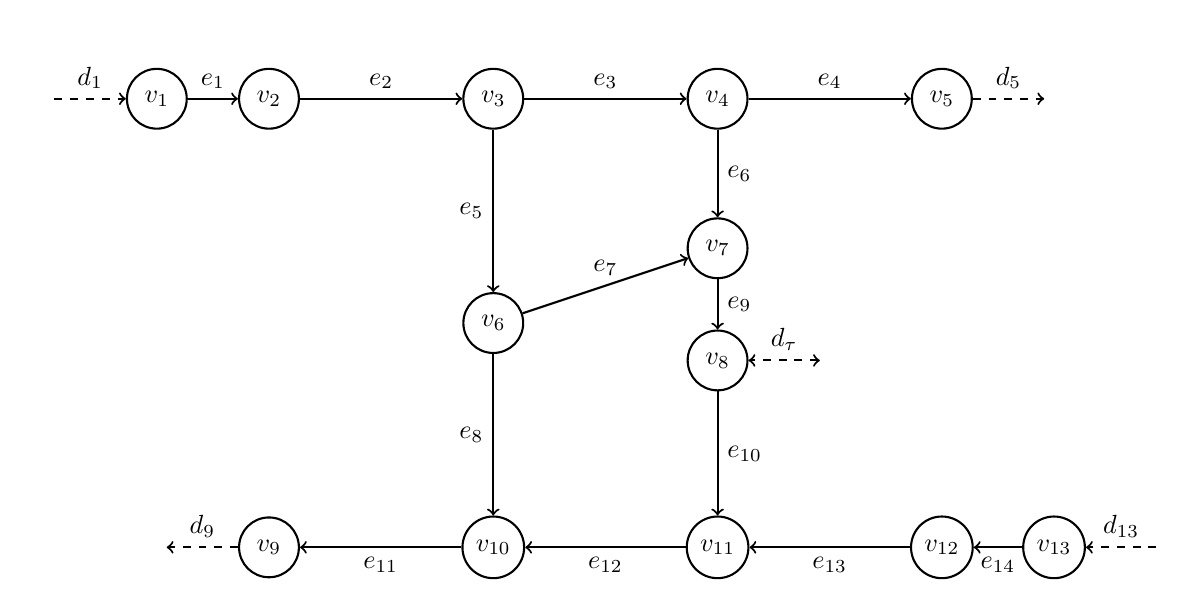 d₁ e₁ e₂ e₃ e₄ d₅
v₁ v₂ v₃ v₄ v₅
e₆
e₅
v₇
e₇
e₉
v₆
d_τ
v₈
e₈
e₁₀
d₉ d₁₃
v₉ v₁₀ v₁₁ v₁₂ v₁₃
e₁₁ e₁₂ e₁₃ e₁₄